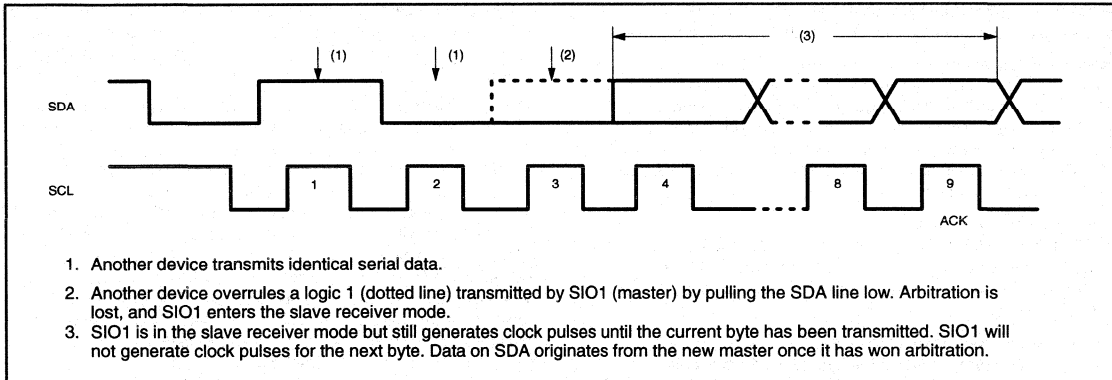 (3)
(1) (1) (2)
SDA
SCL
1 2 3 4 8 9
ACK
1. Another device transmits identical serial data.
2. Another device overrules a logic 1 (dotted line) transmitted by SIO1 (master) by pulling the SDA line low. Arbitration is
lost, and SIO1 enters the slave receiver mode.
3. SIO1 is in the slave receiver mode but still generates clock pulses until the current byte has been transmitted. SIO1 will
not generate clock pulses for the next byte. Data on SDA originates from the new master once it has won arbitration.